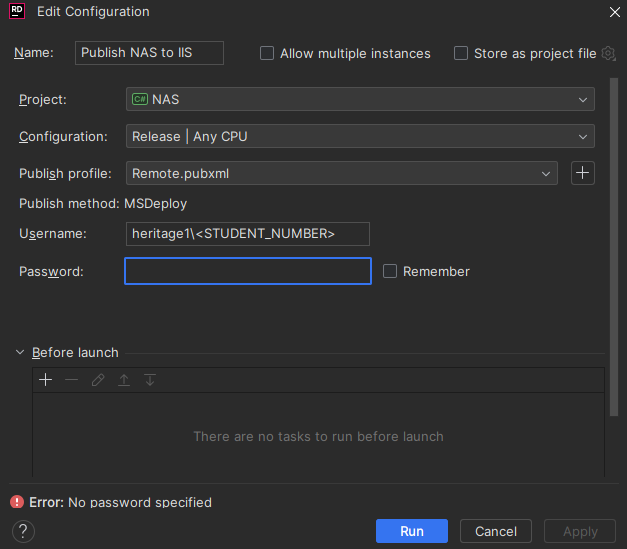 RD Edit Configuration
Name: Publish NAS to IIS Allow multiple instances Store as project file
Project: C# NAS
Configuration: Release | Any CPU
Publish profile: Remote.pubxml
Publish method: MSDeploy
Username: heritage1\<STUDENT_NUMBER>
Password: Remember
Before launch
There are no tasks to run before launch
Error: No password specified
? Run Cancel Apply